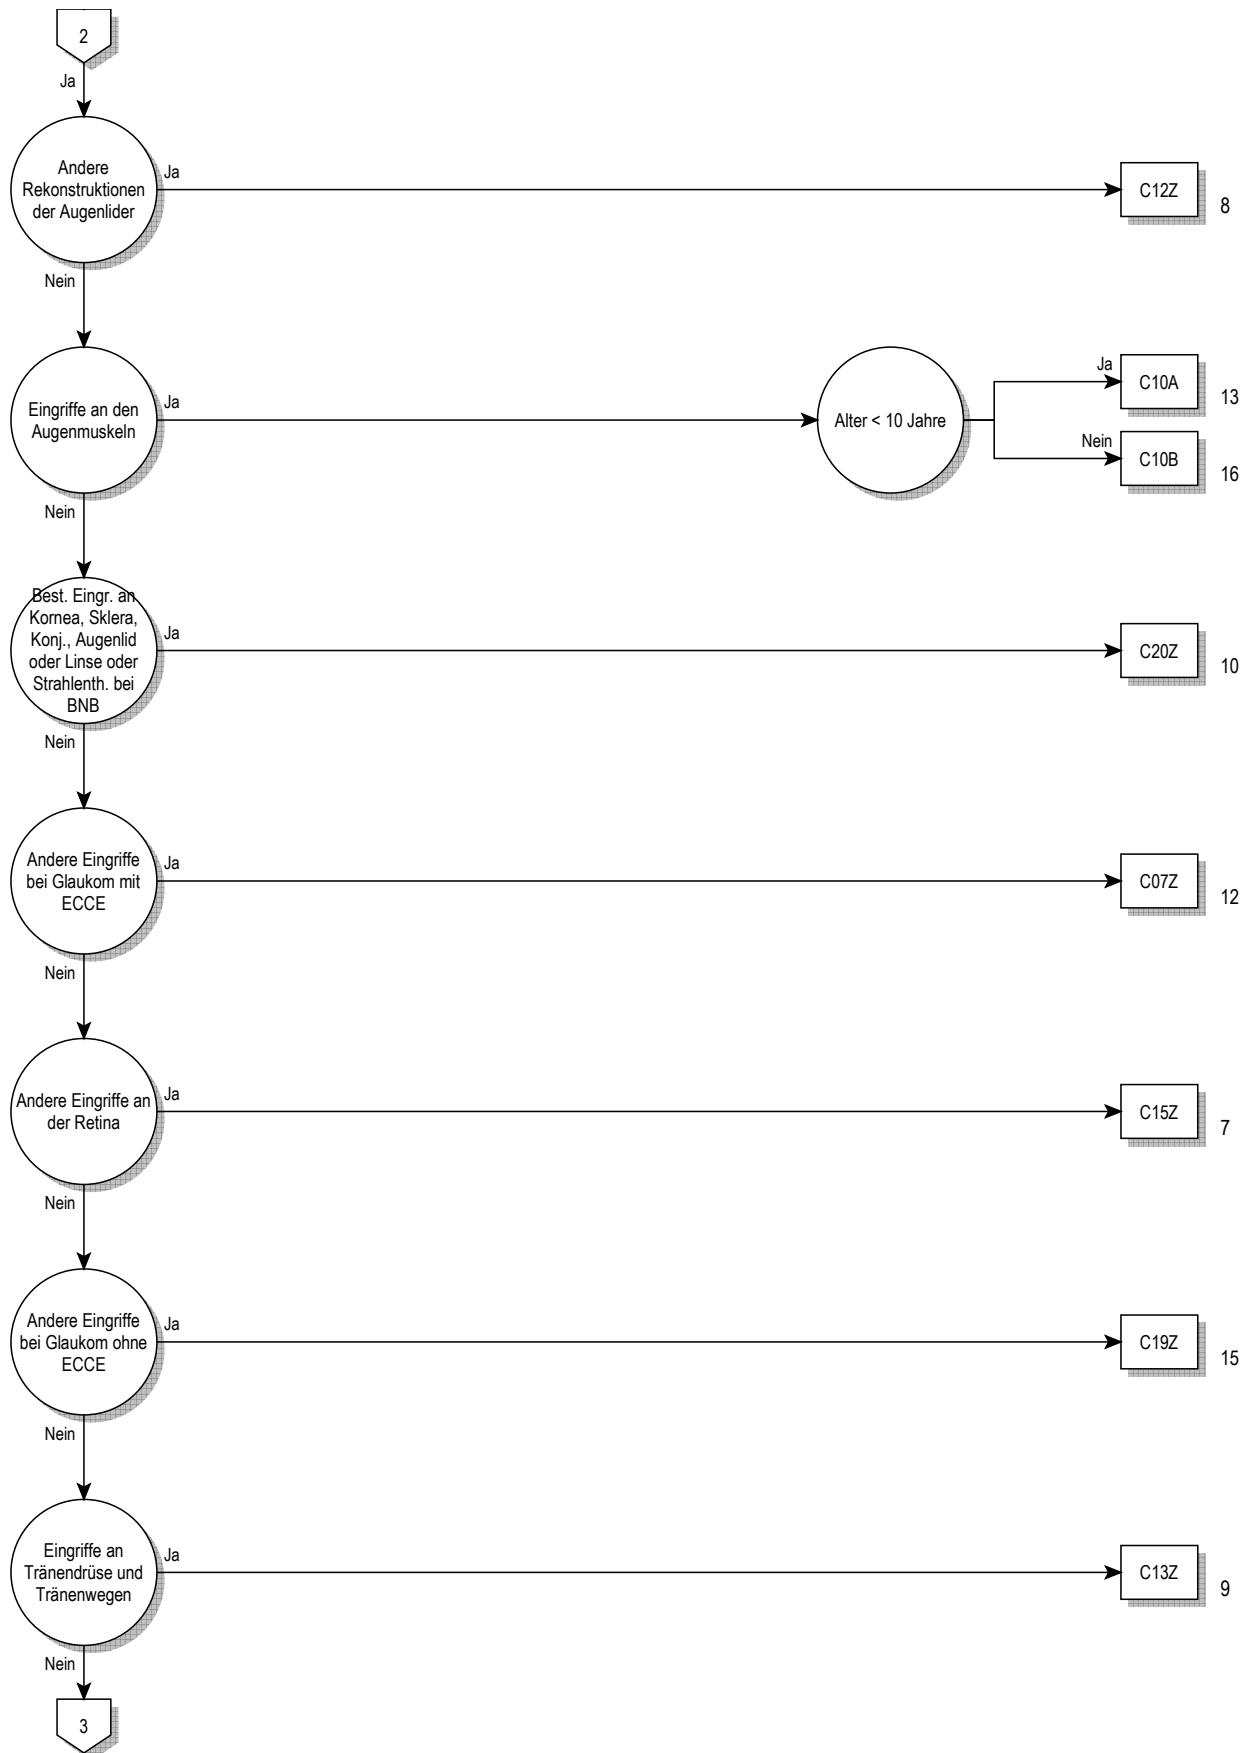 2
Ja
Andere
Rekonstruktionen
der Augenlider
Ja
C12Z
8
Nein
Eingriffe an den
Augenmuskeln
Ja
Alter < 10 Jahre
Ja
C10A
13
Nein
C10B
16
Nein
Best. Eingr. an
Kornea, Sklera,
Konj., Augenlid
oder Linse oder
Strahlenth. bei
BNB
Ja
C20Z
10
Nein
Andere Eingriffe
bei Glaukom mit
ECCE
Ja
C07Z
12
Nein
Andere Eingriffe an
der Retina
Ja
C15Z
7
Nein
Andere Eingriffe
bei Glaukom ohne
ECCE
Ja
C19Z
15
Nein
Eingriffe an
Tränendrüse und
Tränenwegen
Ja
C13Z
9
Nein
3